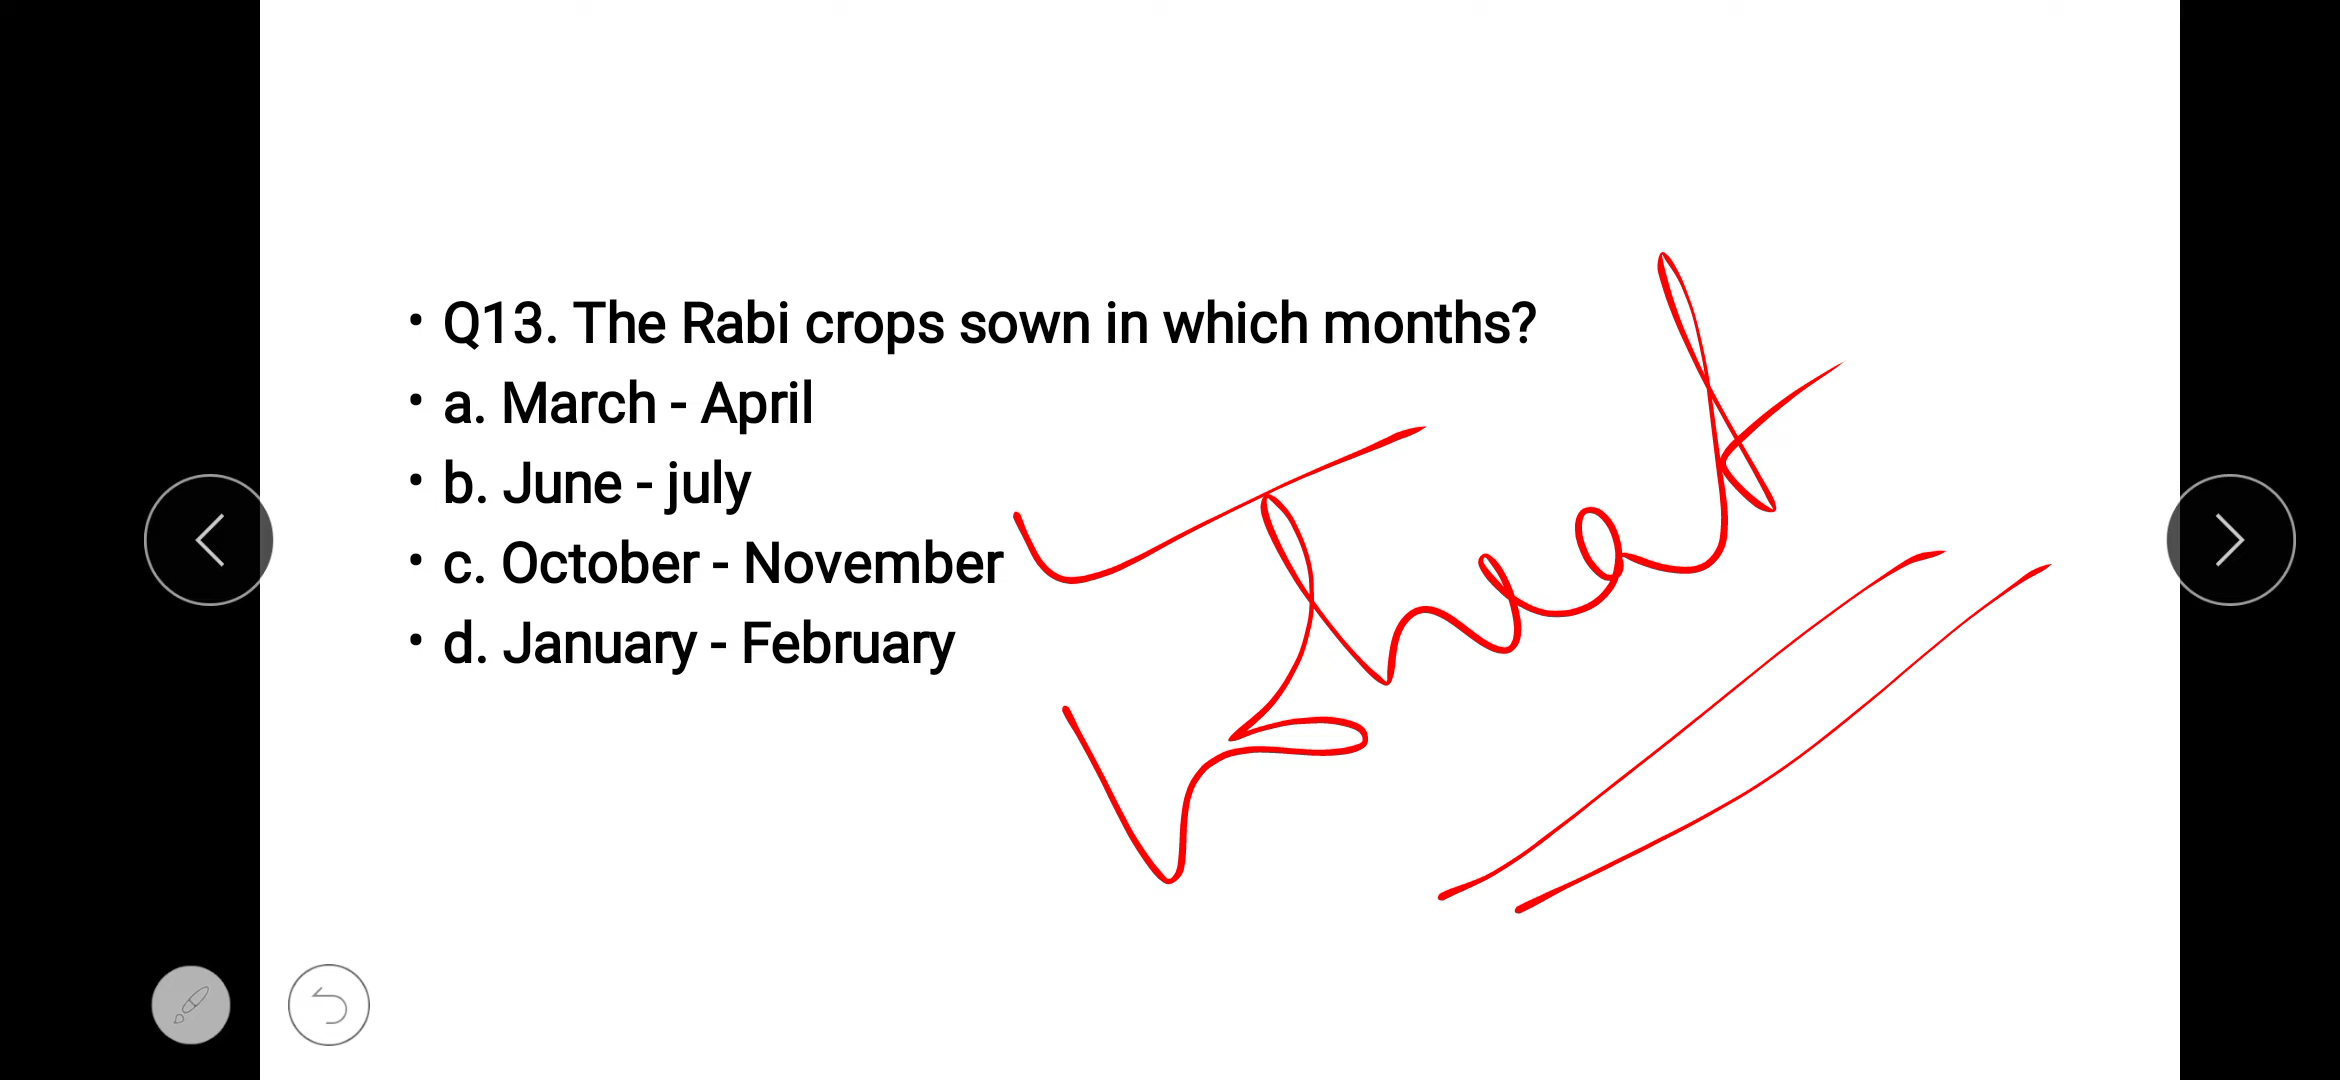 • Q13. The Rabi crops sown in which months?
• a. March - April
• b. June - july
• c. October - November
• d. January - February
wheat